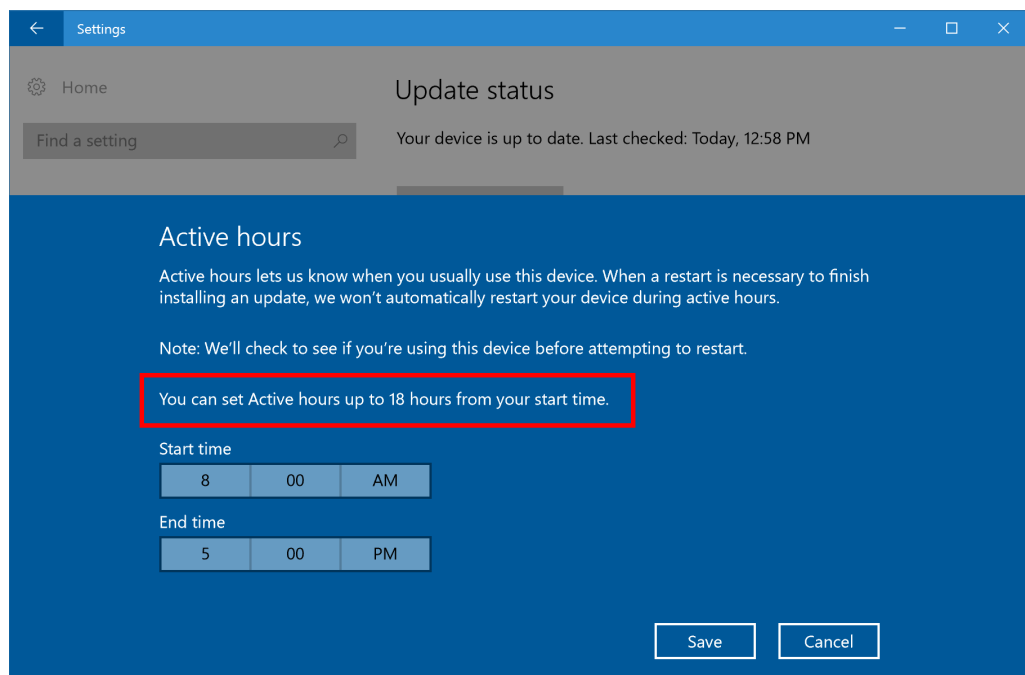 Settings
Home
Update status
Find a setting
Your device is up to date. Last checked: Today, 12:58 PM
Active hours
Active hours lets us know when you usually use this device. When a restart is necessary to finish
installing an update, we won't automatically restart your device during active hours.
Note: We'll check to see if you're using this device before attempting to restart.
You can set Active hours up to 18 hours from your start time.
Start time
8 00 AM
End time
5 00 PM
Save Cancel